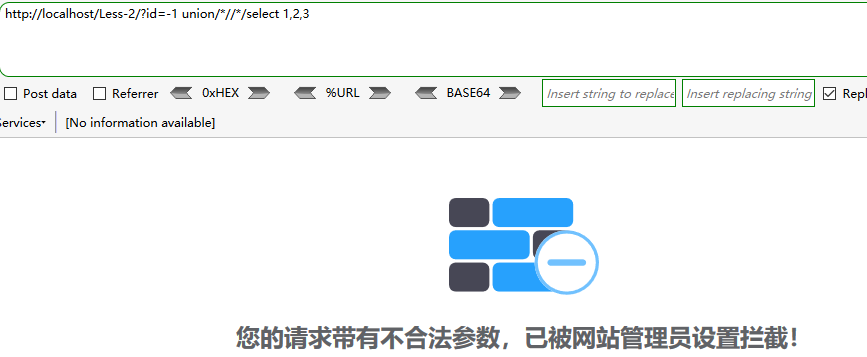 http://localhost/Less-2/?id=-1 union/*//*/select 1,2,3
Post data Referrer 0xHEX %URL BASE64 Insert string to replace Insert replacing string Repl
Services [No information available]
您的请求带有不合法参数，已被网站管理员设置拦截！